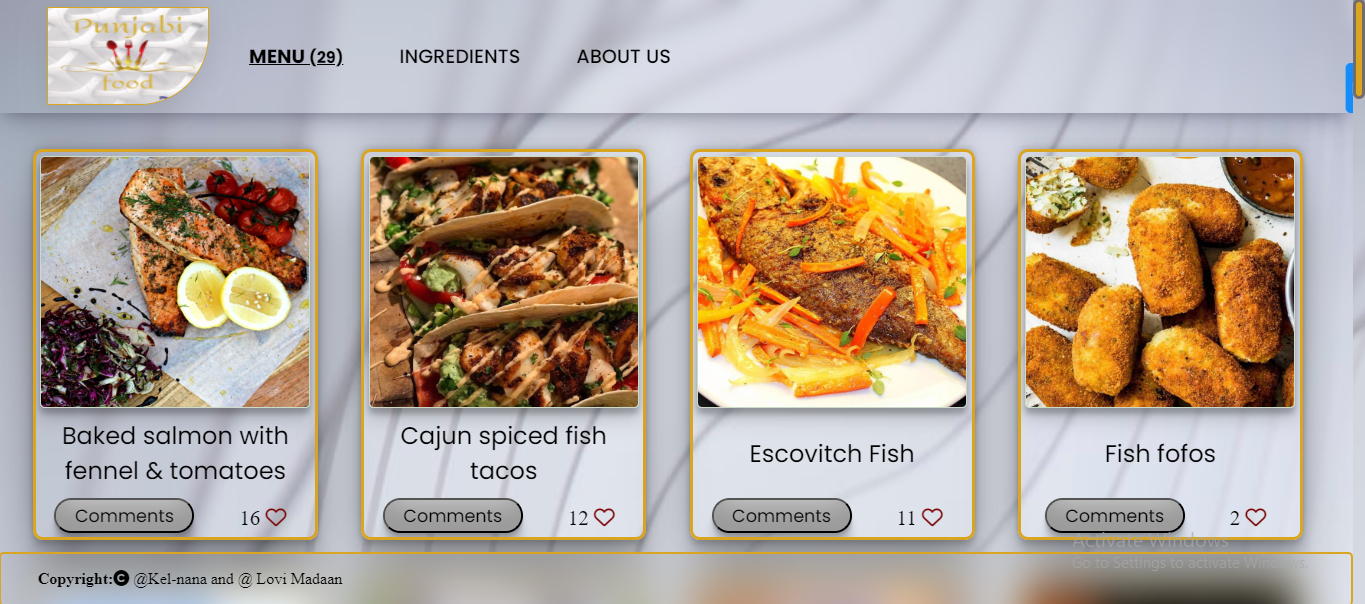 Punjabi
food
MENU (29)
INGREDIENTS
ABOUT US
Baked salmon with
fennel & tomatoes
Cajun spiced fish
tacos
Escovitch Fish
Fish fofos
Comments
16
Comments
12
Comments
11
Comments
2
Activate Windows
Go to Settings to activate Windows.
Copyright:© @Kel-nana and @ Lovi Madaan